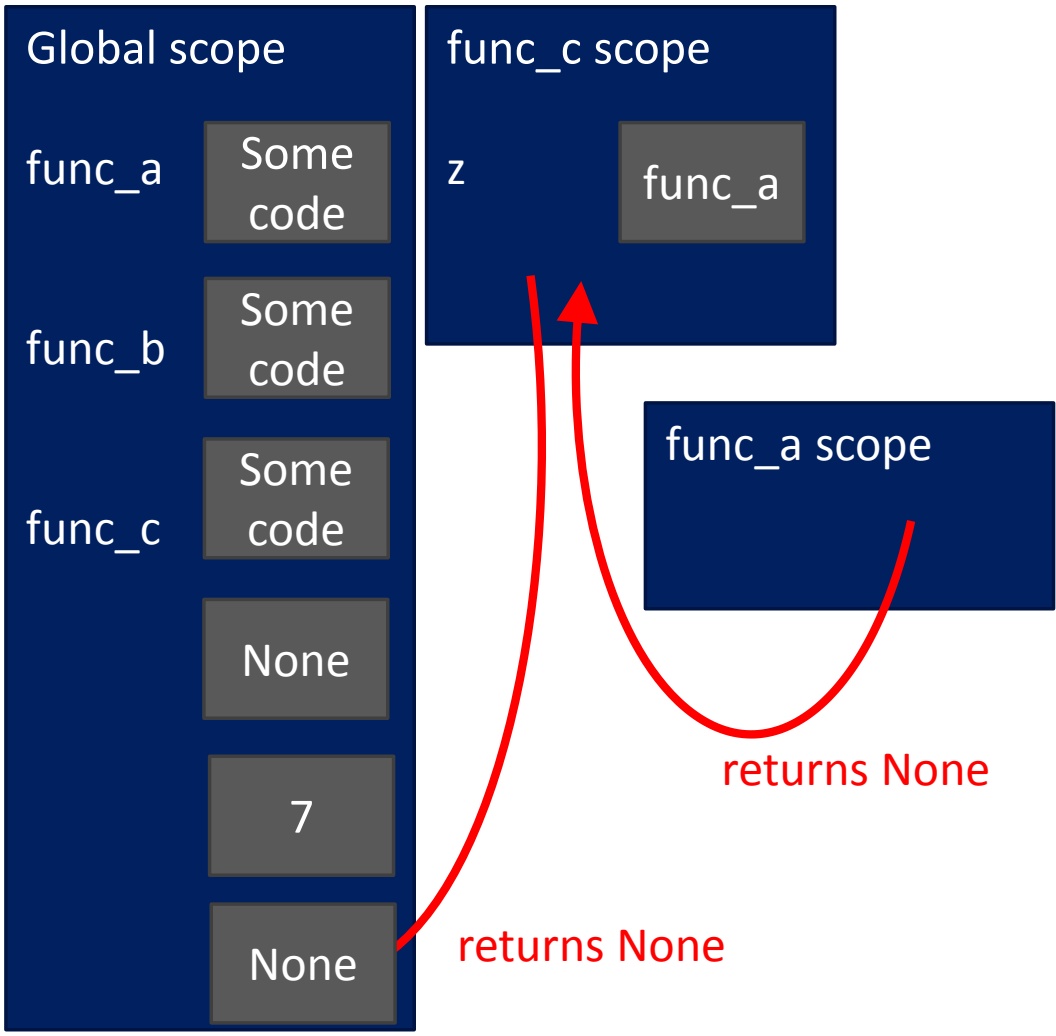 Global scope
func_a
Some
code
func_b
Some
code
func_c
Some
code
None
7
None
func_c scope
z
func_a
func_a scope
returns None
returns None